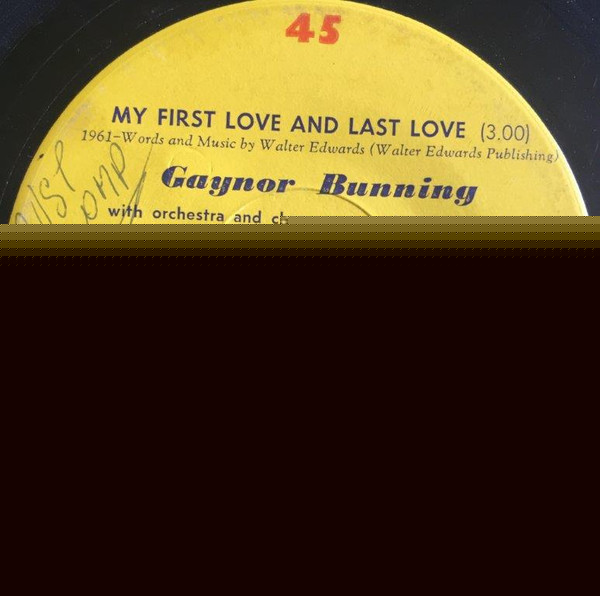 45
MY FIRST LOVE AND LAST LOVE (3.00)
1961–Words and Music by Walter Edwards (Walter Edwards Publishing)
Gaynor Bunning
with orchestra and